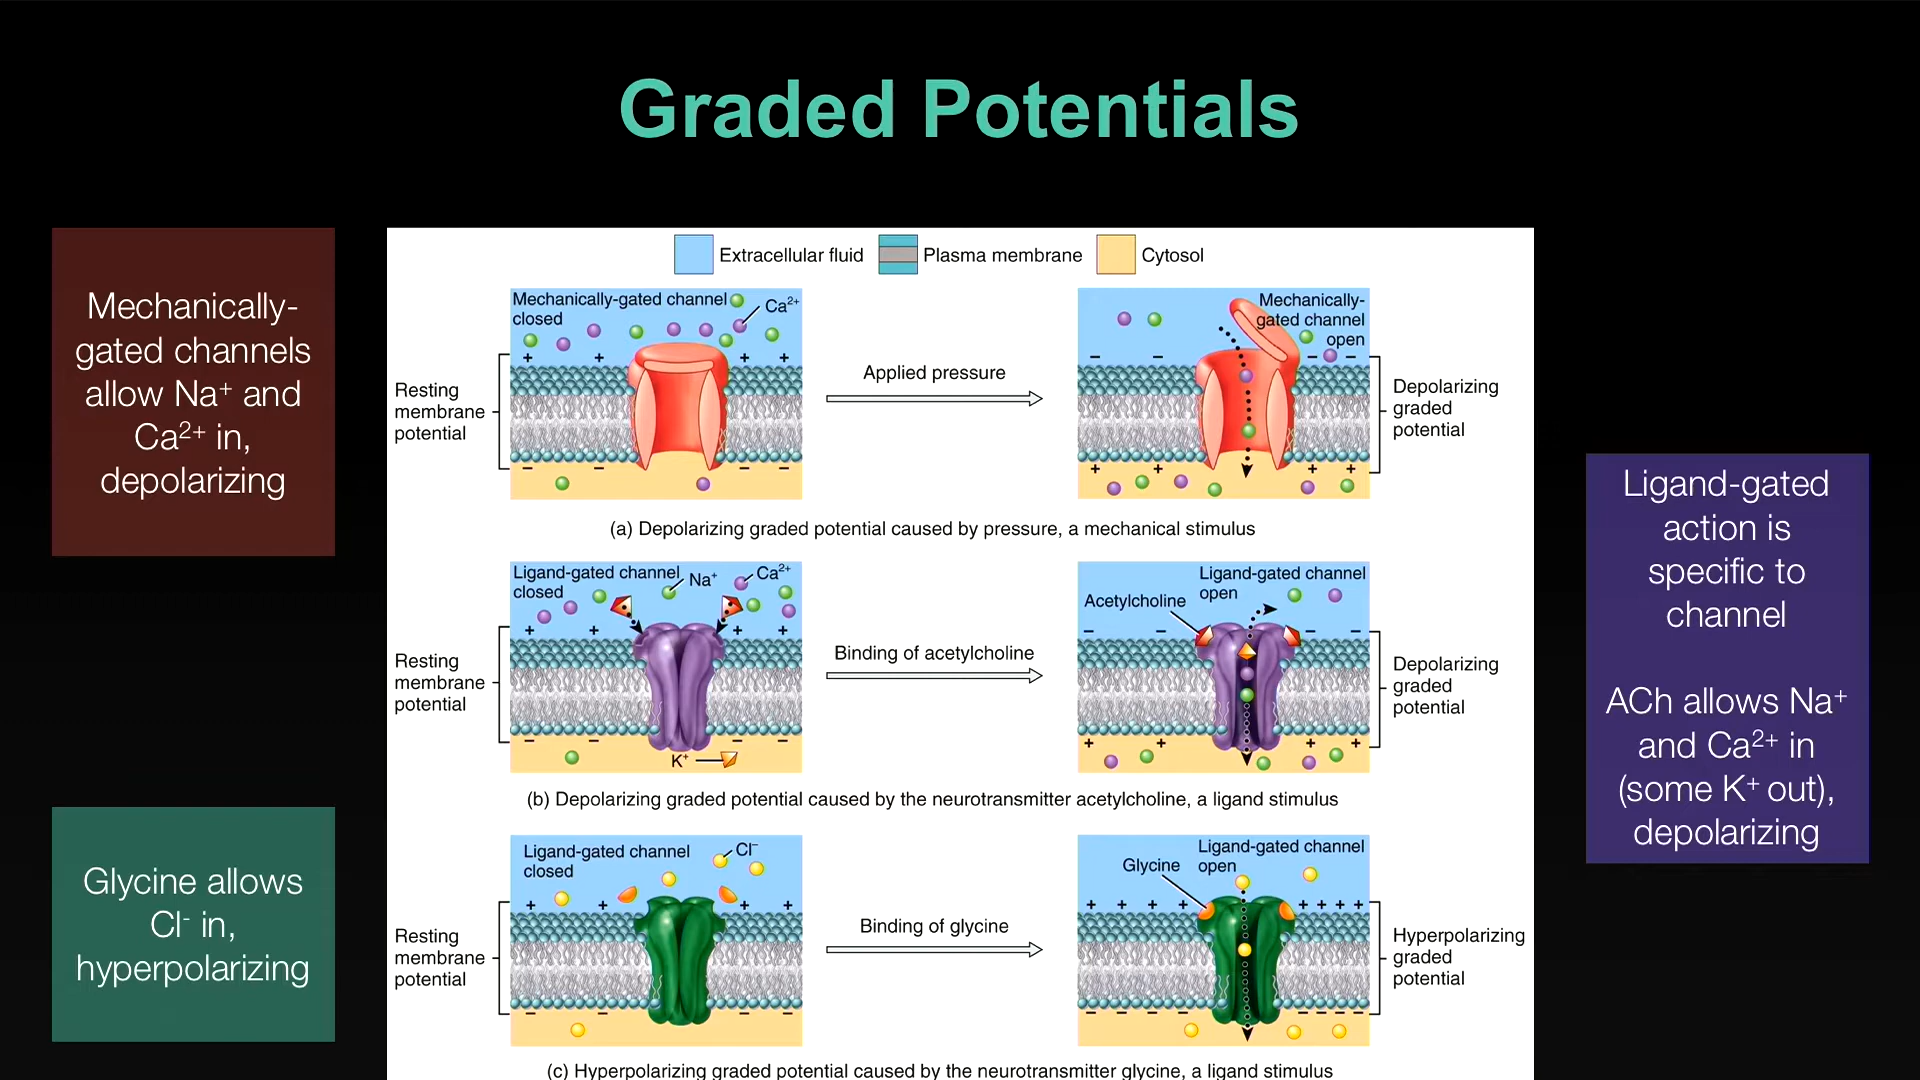 Graded Potentials
Mechanically-
gated channels
allow Na⁺ and
Ca²⁺ in,
depolarizing
Glycine allows
Cl⁻ in,
hyperpolarizing
Extracellular fluid
Plasma membrane
Cytosol
Mechanically-gated channel
closed
Ca²⁺
Resting
membrane
potential
+ + + +
− − − −
Applied pressure
Mechanically-
gated channel
open
− − − −
+ + + +
Depolarizing
graded
potential
(a) Depolarizing graded potential caused by pressure, a mechanical stimulus
Ligand-gated channel
closed
Na⁺
Ca²⁺
Resting
membrane
potential
+ + + +
− − − −
K⁺
Binding of acetylcholine
Ligand-gated channel
open
Acetylcholine
− − − −
+ + + +
Depolarizing
graded
potential
(b) Depolarizing graded potential caused by the neurotransmitter acetylcholine, a ligand stimulus
Ligand-gated channel
closed
Cl⁻
Resting
membrane
potential
+ + + +
− − − −
Binding of glycine
Ligand-gated channel
open
Glycine
+ + + + + + + +
− − − − − − − −
Hyperpolarizing
graded
potential
(c) Hyperpolarizing graded potential caused by the neurotransmitter glycine, a ligand stimulus
Ligand-gated
action is
specific to
channel
ACh allows Na⁺
and Ca²⁺ in
(some K⁺ out),
depolarizing